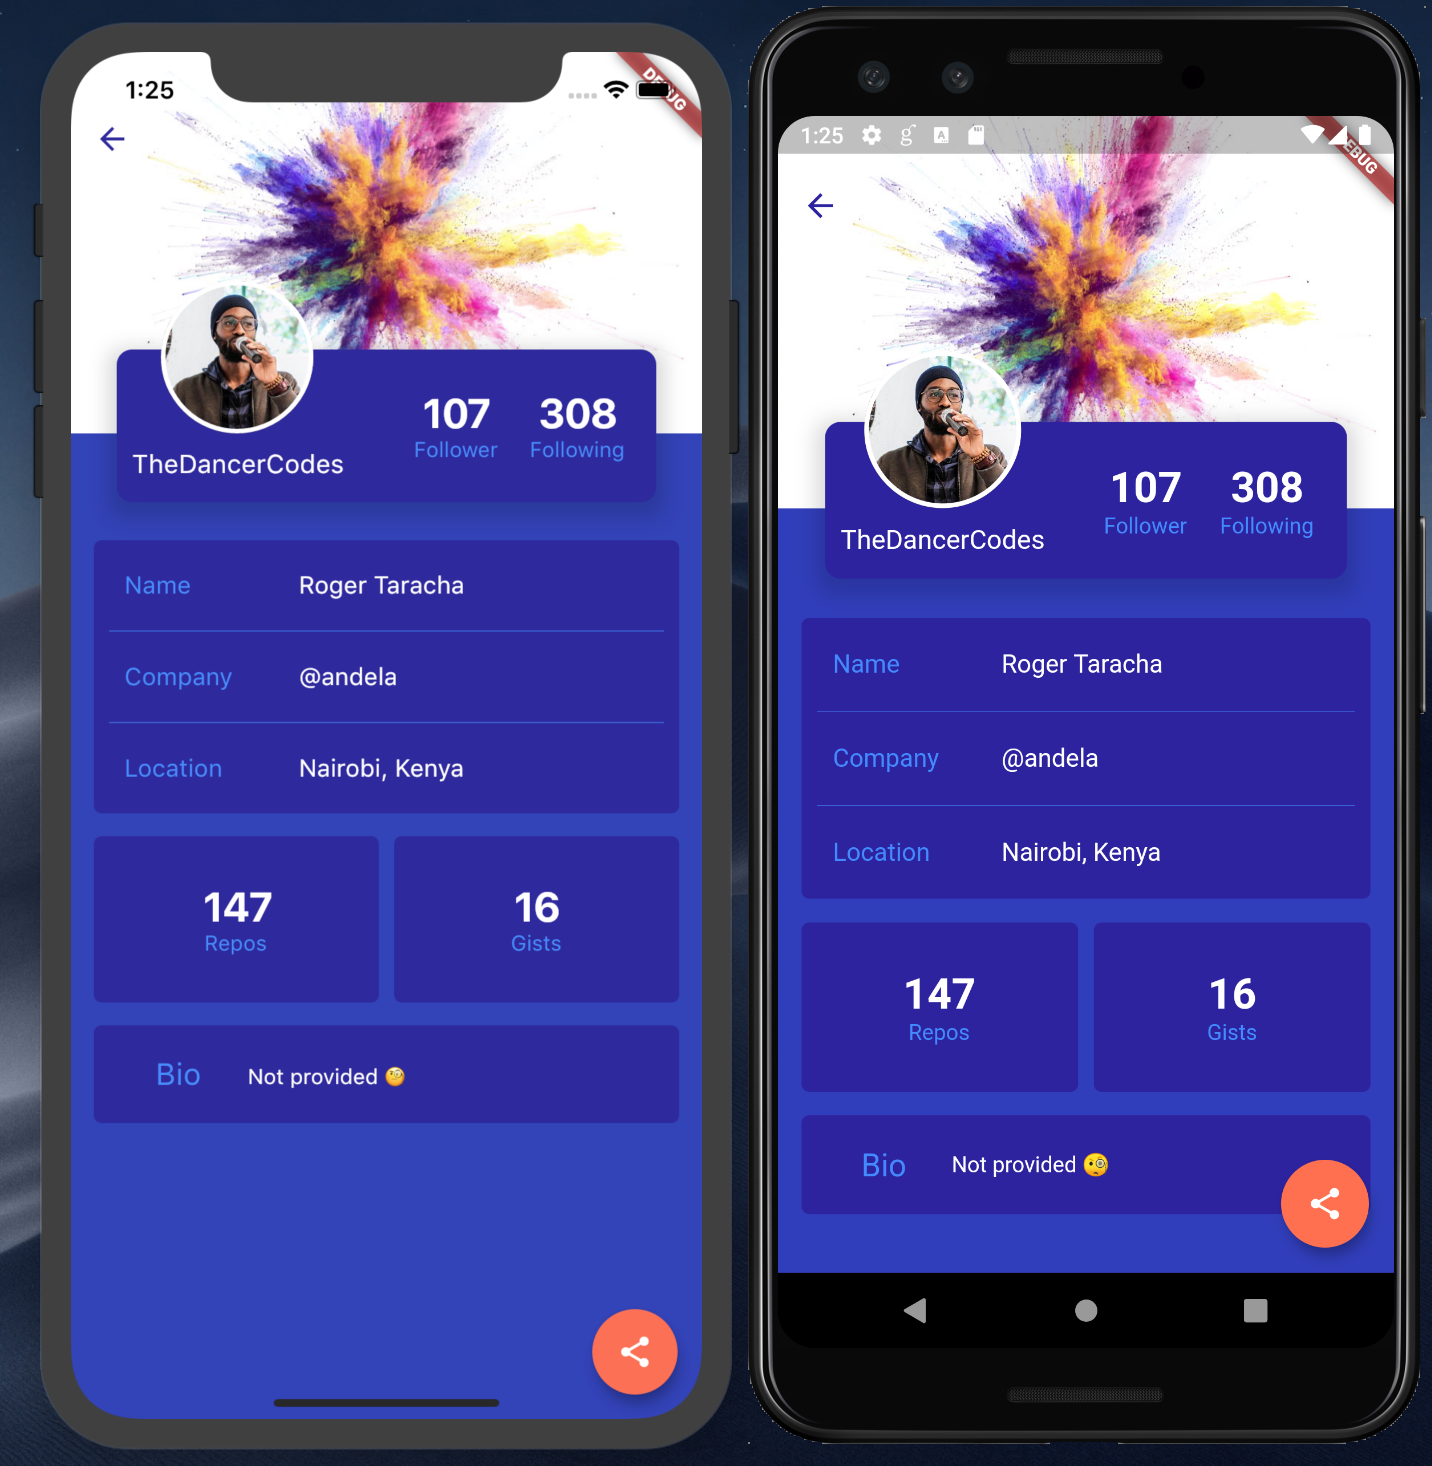 1:25
DEBUG
TheDancerCodes
107
Follower
308
Following
Name
Roger Taracha
Company
@andela
Location
Nairobi, Kenya
147
Repos
16
Gists
Bio
Not provided 🧐
1:25
g
A
DEBUG
TheDancerCodes
107
Follower
308
Following
Name
Roger Taracha
Company
@andela
Location
Nairobi, Kenya
147
Repos
16
Gists
Bio
Not provided 🧐